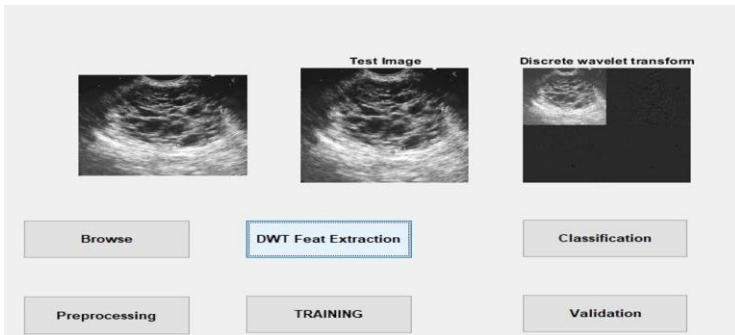 Test Image
Discrete wavelet transform
Browse
DWT Feat Extraction
Classification
Preprocessing
TRAINING
Validation